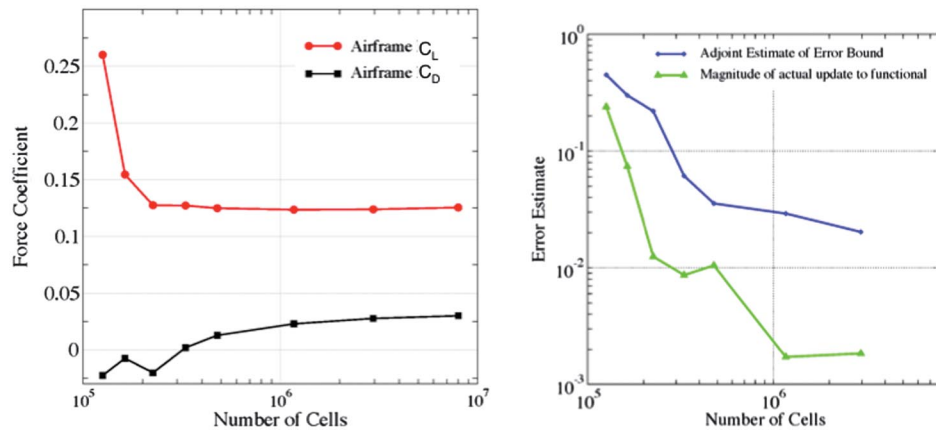 Force Coefficient
0.25
0.2
0.15
0.1
0.05
0
Airframe CL
Airframe CD
10^5
10^6
10^7
Number of Cells
Error Estimate
10^0
10^-1
10^-2
10^-3
Adjoint Estimate of Error Bound
Magnitude of actual update to functional
10^5
10^6
Number of Cells